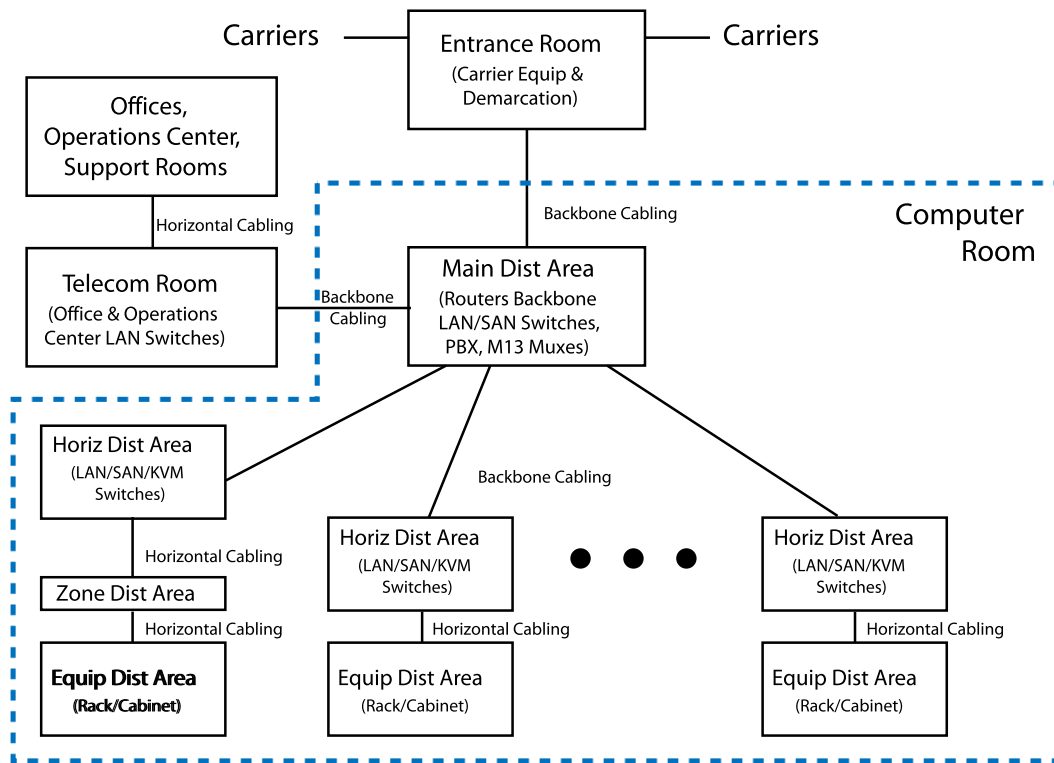 Carriers
Entrance Room
(Carrier Equip &
Demarcation)
Carriers
Offices,
Operations Center,
Support Rooms
Horizontal Cabling
Backbone Cabling
Computer
Room
Telecom Room
(Office & Operations
Center LAN Switches)
Backbone
Cabling
Main Dist Area
(Routers Backbone
LAN/SAN Switches,
PBX, M13 Muxes)
Horiz Dist Area
(LAN/SAN/KVM
Switches)
Backbone Cabling
Horizontal Cabling
Zone Dist Area
Horizontal Cabling
Equip Dist Area
(Rack/Cabinet)
Horiz Dist Area
(LAN/SAN/KVM
Switches)
Horizontal Cabling
Equip Dist Area
(Rack/Cabinet)
Horiz Dist Area
(LAN/SAN/KVM
Switches)
Horizontal Cabling
Equip Dist Area
(Rack/Cabinet)